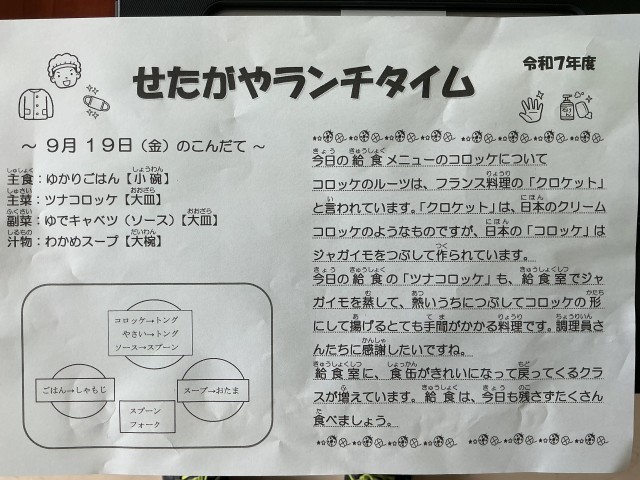 せたがやランチタイム
令和7年度
～ 9月 19日（金）のこんだて ～
主食：ゆかりごはん【小碗】
主菜：ツナコロッケ【大皿】
副菜：ゆでキャベツ（ソース）【大皿】
汁物：わかめスープ【大椀】
コロッケ→トング
やさい→トング
ソース→スプーン
ごはん→しゃもじ
スープ→おたま
スプーン
フォーク
今日の給食メニューのコロッケについて
コロッケのルーツは、フランス料理の「クロケット」
と言われています。「クロケット」は、日本のクリーム
コロッケのようなものですが、日本の「コロッケ」は
ジャガイモをつぶして作られています。
今日の給食の「ツナコロッケ」も、給食室でジャ
ガイモを蒸して、熱いうちにつぶしてコロッケの形
にして揚げるとても手間がかかる料理です。調理員さ
んたちに感謝したいですね。
給食室に、食缶がきれいになって戻ってくるクラ
スが増えています。給食は、今日も残さずたくさん
食べましょう。